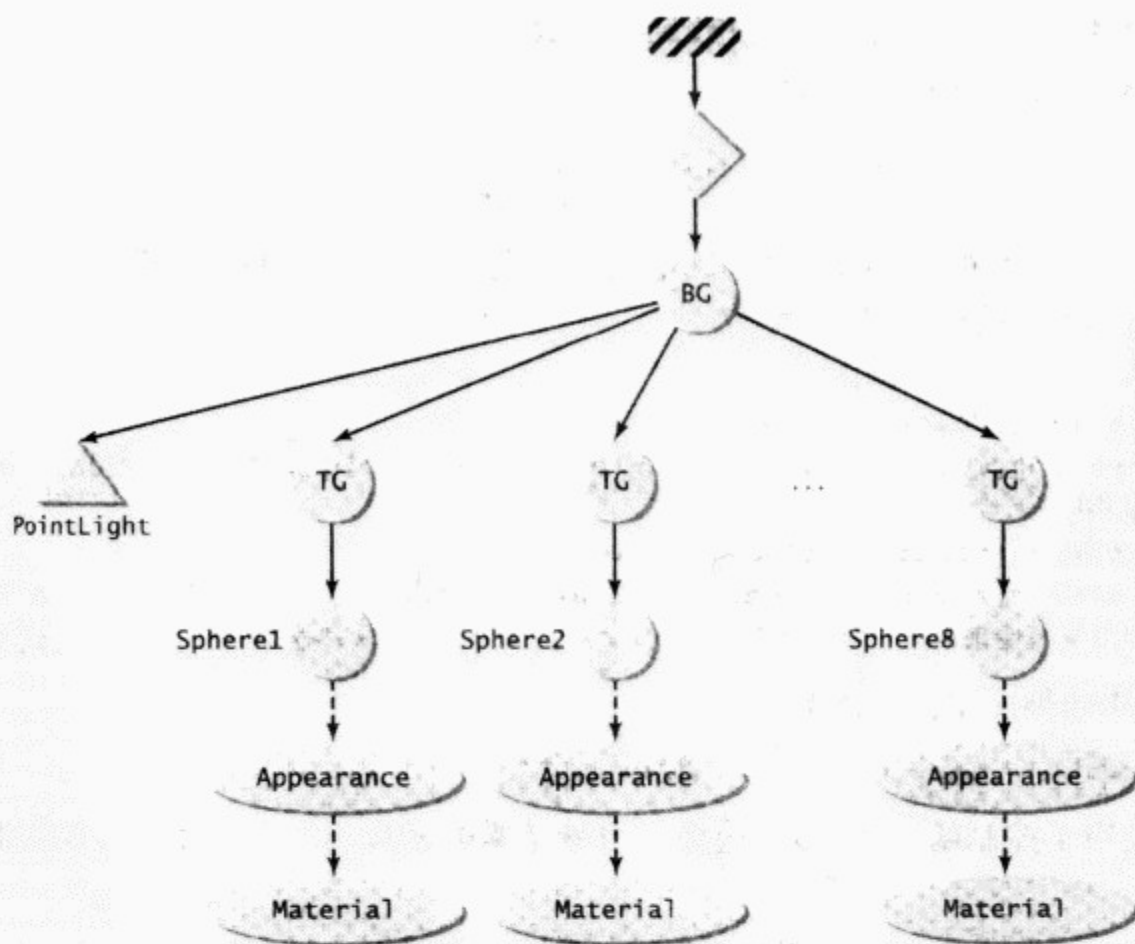 BG
TG
TG
...
TG
PointLight
Sphere1
Sphere2
Sphere8
Appearance
Appearance
Appearance
Material
Material
Material